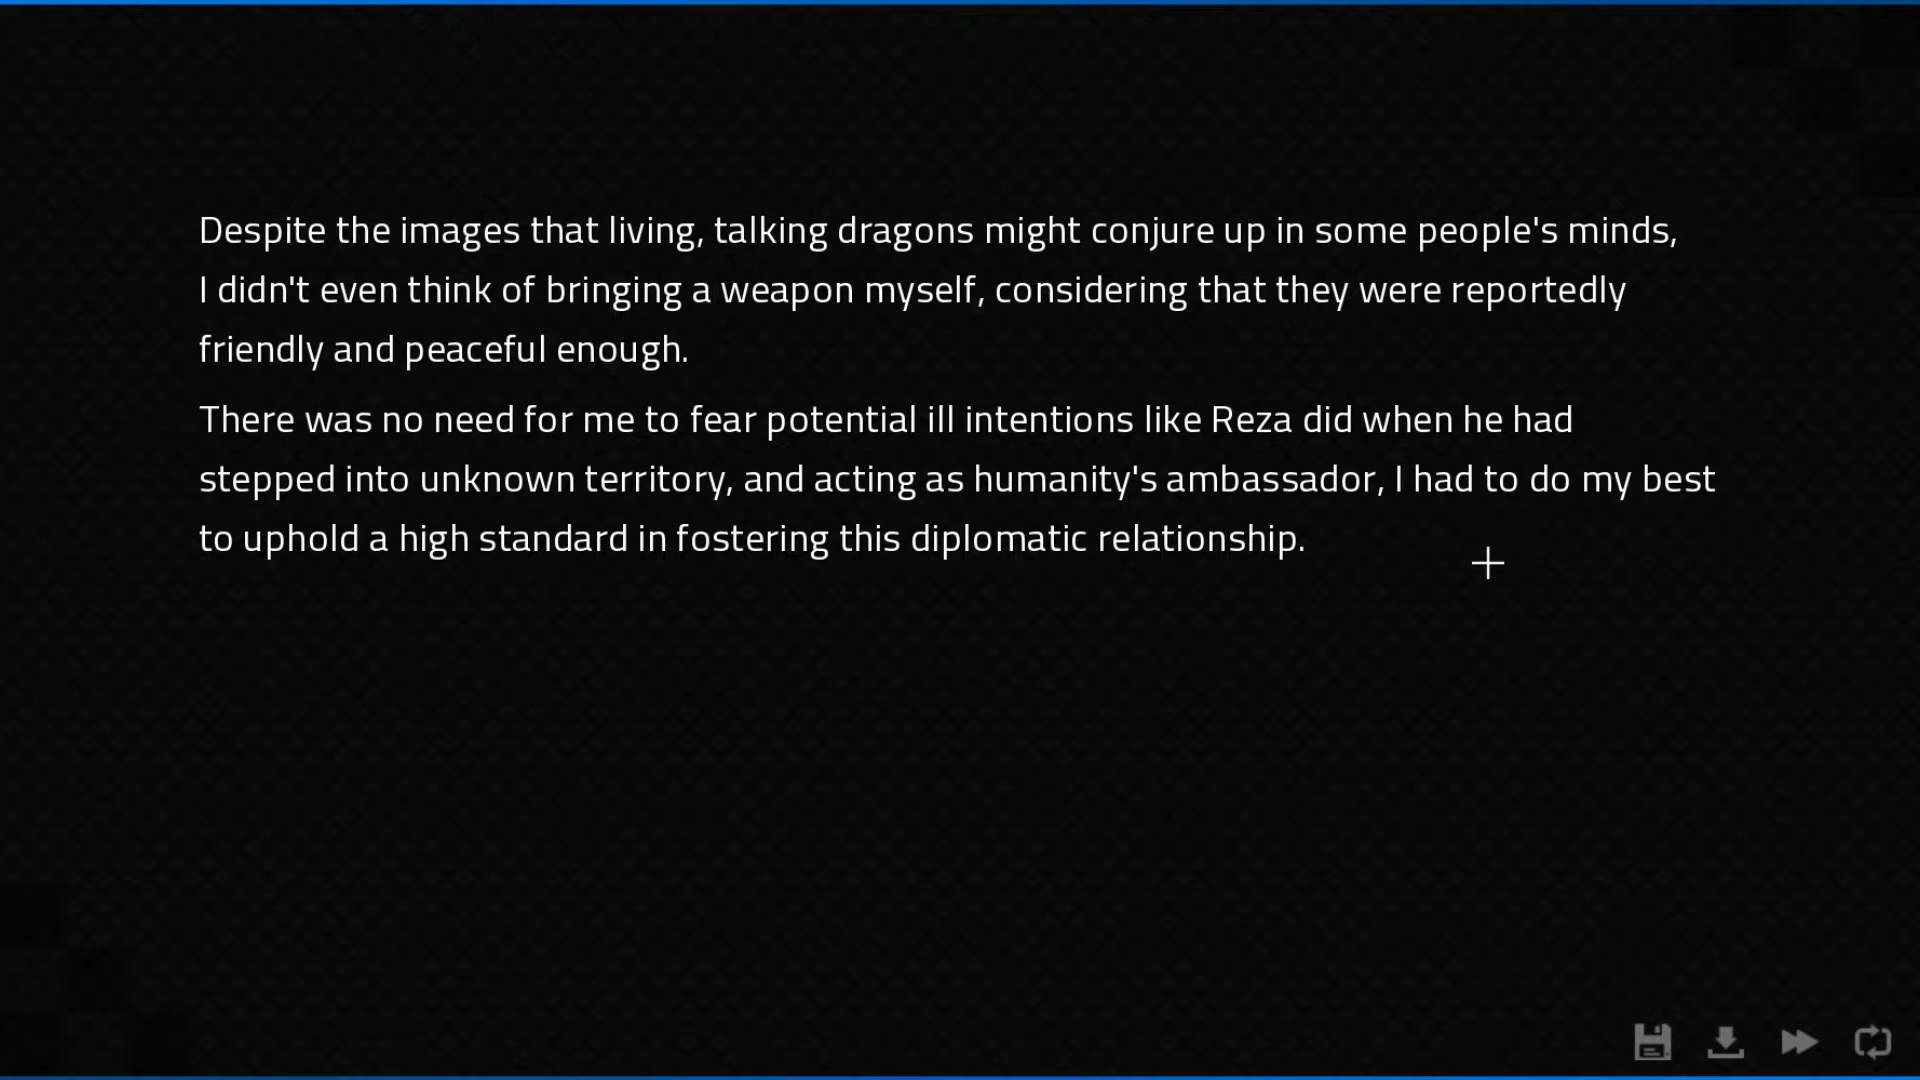 Despite the images that living, talking dragons might conjure up in some people's minds,
I didn't even think of bringing a weapon myself, considering that they were reportedly
friendly and peaceful enough.
There was no need for me to fear potential ill intentions like Reza did when he had
stepped into unknown territory, and acting as humanity's ambassador, I had to do my best
to uphold a high standard in fostering this diplomatic relationship.